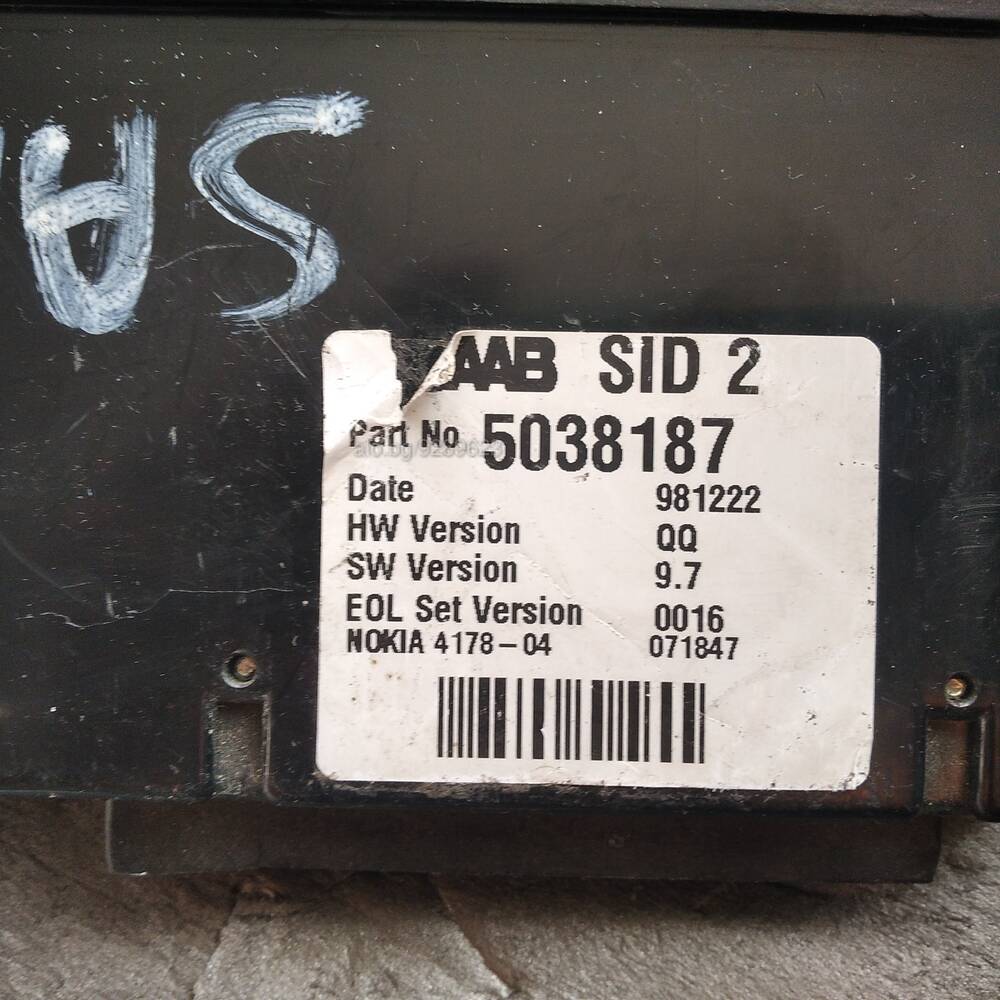 SAAB SID 2
Part No 5038187
Date 981222
HW Version QQ
SW Version 9.7
EOL Set Version 0016
NOKIA 4178-04 071847